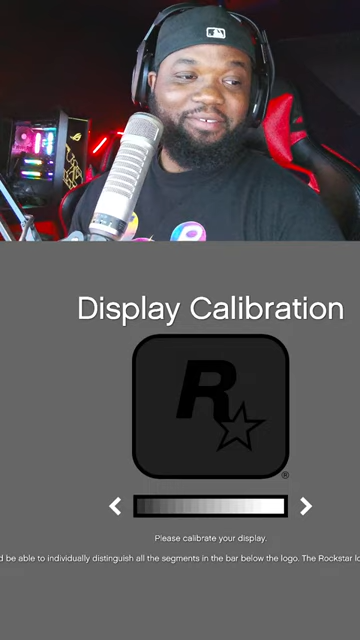 Display Calibration
R
®
Please calibrate your display.
d be able to individually distinguish all the segments in the bar below the logo. The Rockstar lo